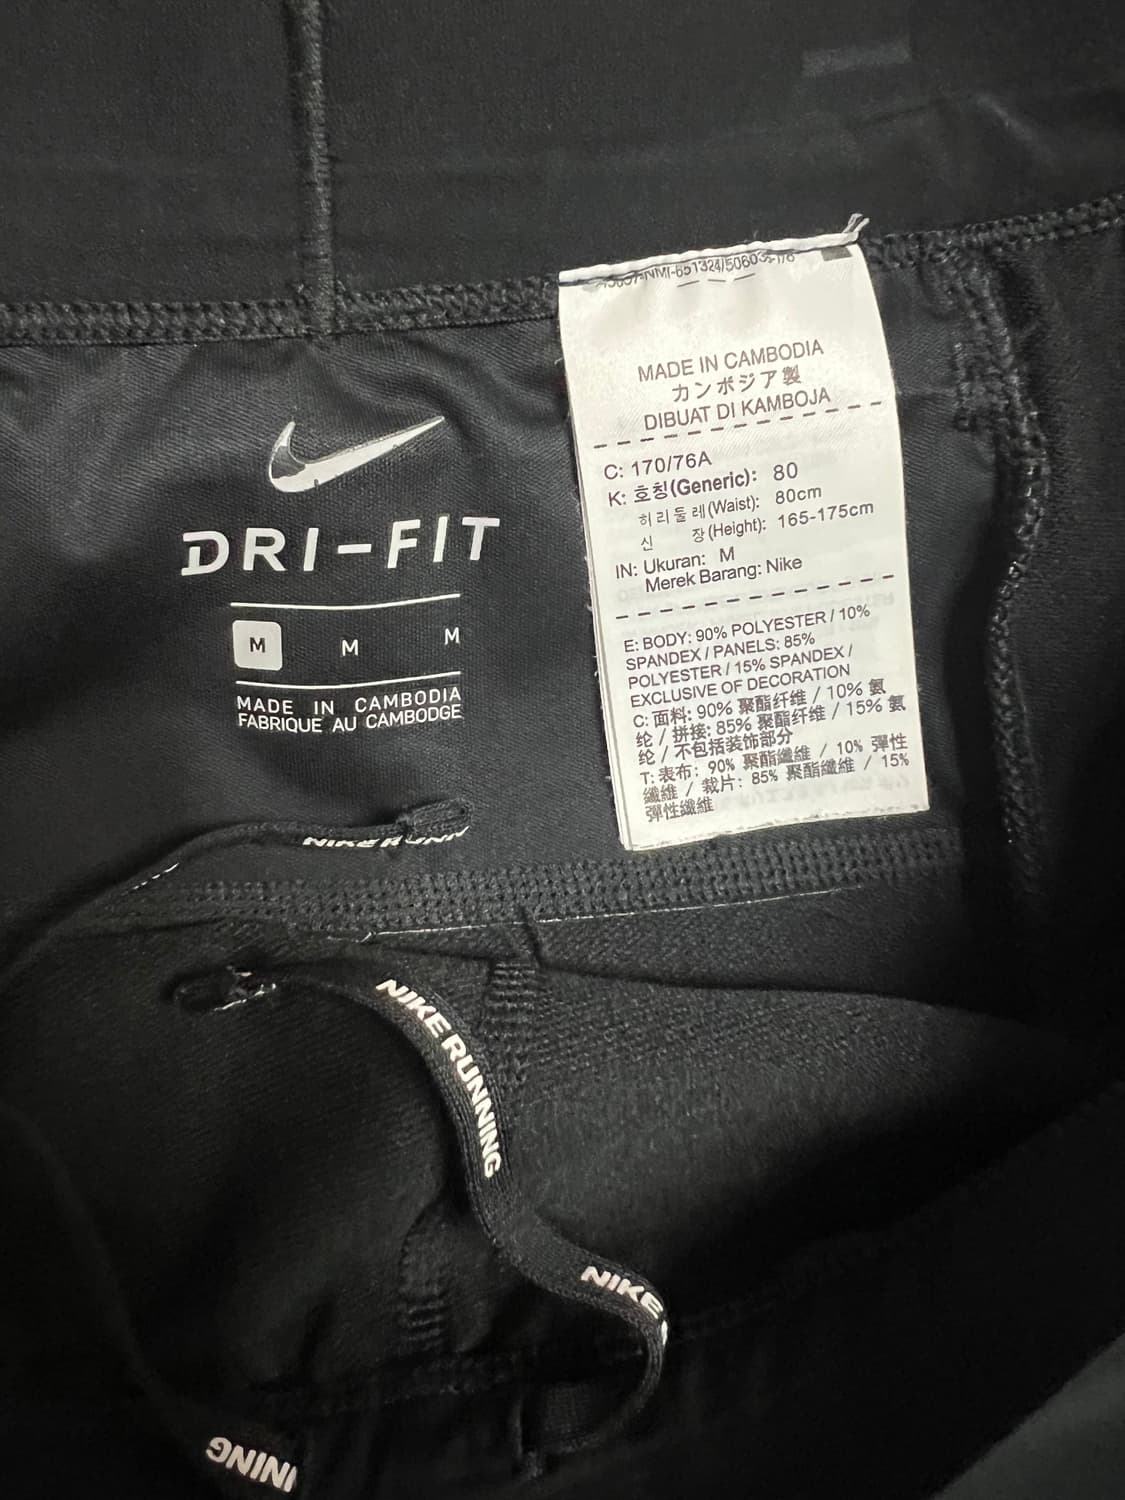 MADE IN CAMBODIA
カンボジア製
DIBUAT DI KAMBOJA
C: 170/76A
K: 호칭(Generic): 80
허리둘레(Waist): 80cm
신 장(Height): 165-175cm
IN: Ukuran: M
Merek Barang: Nike
E: BODY: 90% POLYESTER / 10%
SPANDEX / PANELS: 85%
POLYESTER / 15% SPANDEX /
EXCLUSIVE OF DECORATION
C: 面料: 90% 聚酯纤维 / 10% 氨
纶 / 拼接: 85% 聚酯纤维 / 15% 氨
纶 / 不包括装饰部分
T: 表布: 90% 聚酯纖維 / 10% 彈性
纖維 / 裁片: 85% 聚酯纖維 / 15%
彈性纖維
DRI-FIT
M M M
MADE IN CAMBODIA
FABRIQUE AU CAMBODGE
NIKE RUNN
NIKE RUNNING
NIKE
NING